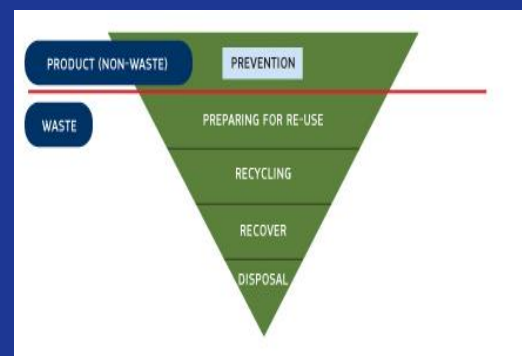 PRODUCT (NON-WASTE)
PREVENTION
WASTE
PREPARING FOR RE-USE
RECYCLING
RECOVER
DISPOSAL